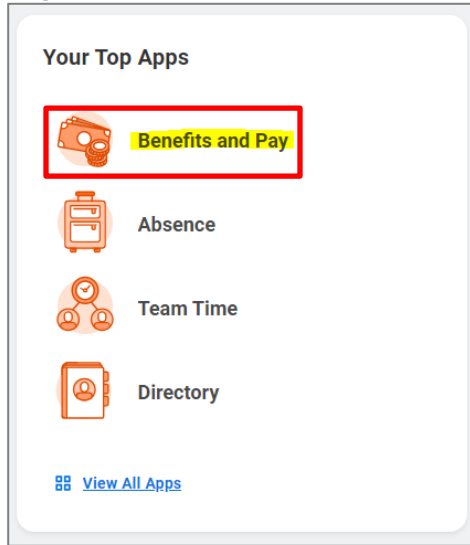 Your Top Apps
Benefits and Pay
Absence
Team Time
Directory
View All Apps